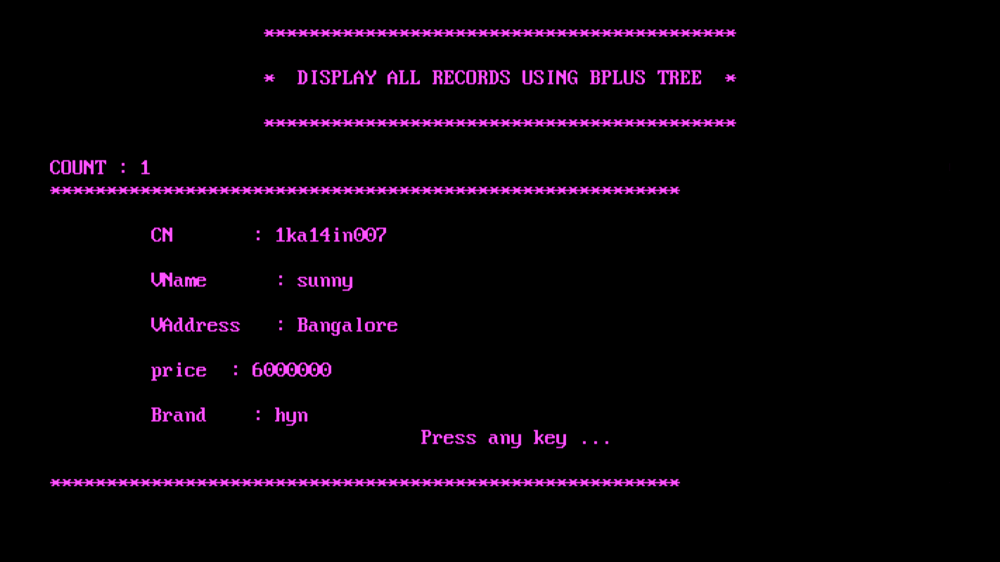 ******************************************
* DISPLAY ALL RECORDS USING BPLUS TREE *
******************************************
COUNT : 1
********************************************************
CN : 1ka14in007
VName : sunny
VAddress : Bangalore
price : 6000000
Brand : hyn
Press any key ...
********************************************************